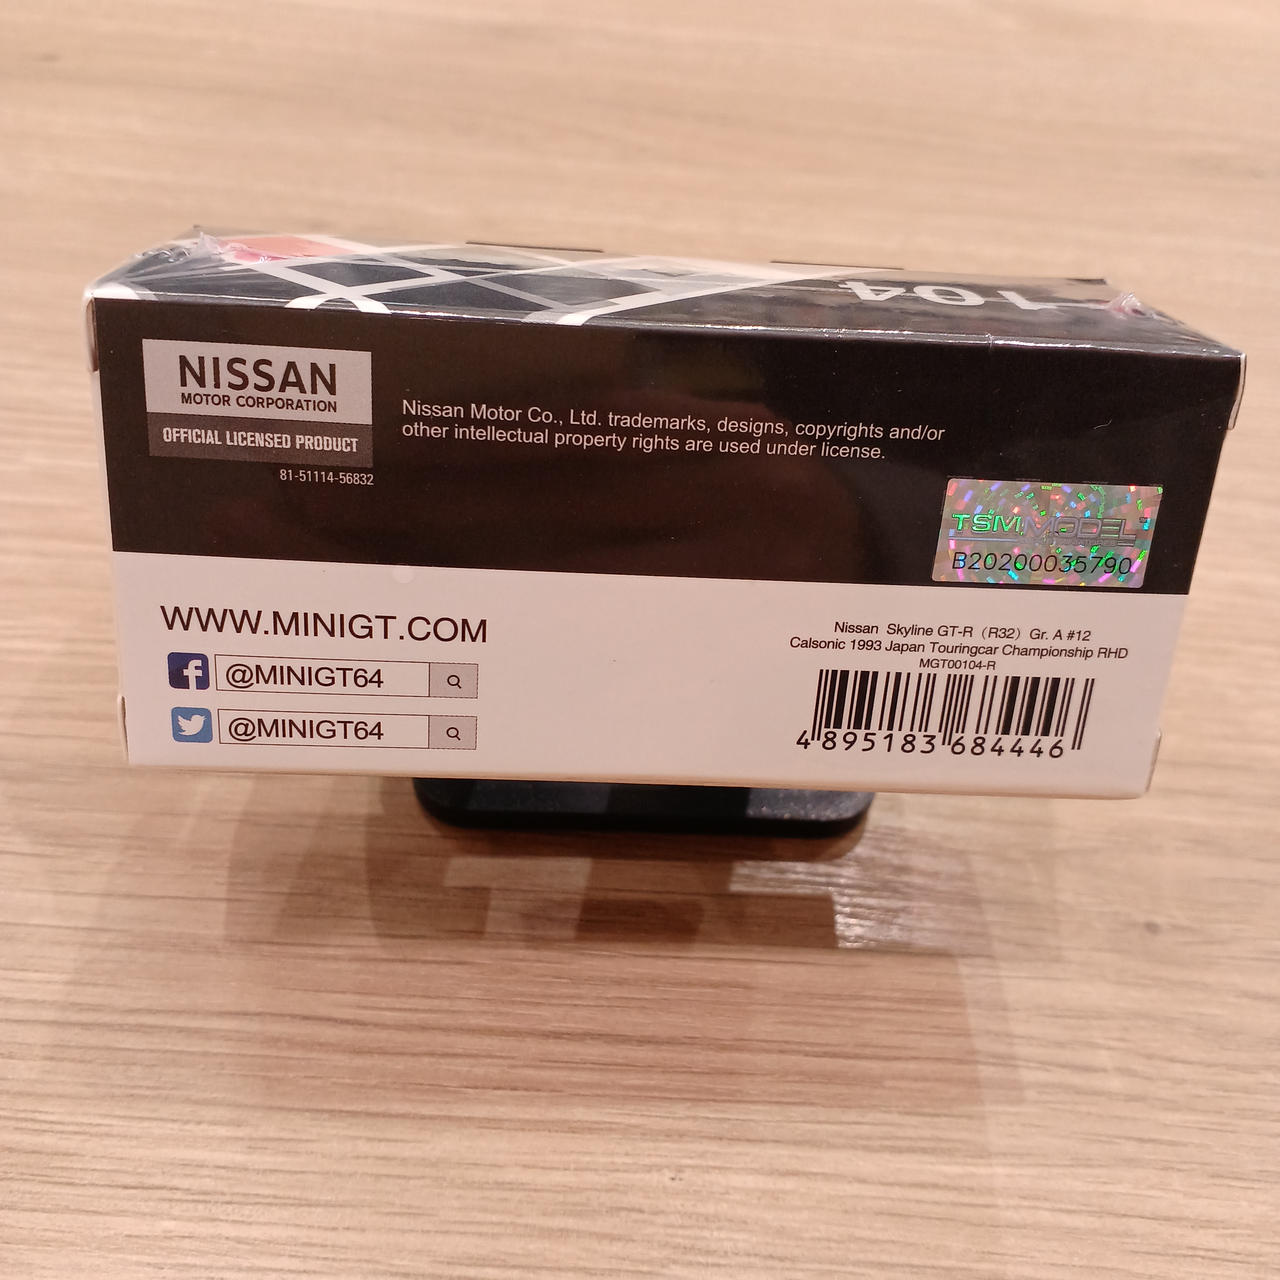 104
NISSAN
MOTOR CORPORATION
OFFICIAL LICENSED PRODUCT
81-51114-56832
Nissan Motor Co., Ltd. trademarks, designs, copyrights and/or
other intellectual property rights are used under license.
TSM MODEL
B20200035790
WWW.MINIGT.COM
@MINIGT64
@MINIGT64
Nissan Skyline GT-R（R32）Gr. A #12
Calsonic 1993 Japan Touringcar Championship RHD
MGT00104-R
4 895183 684446